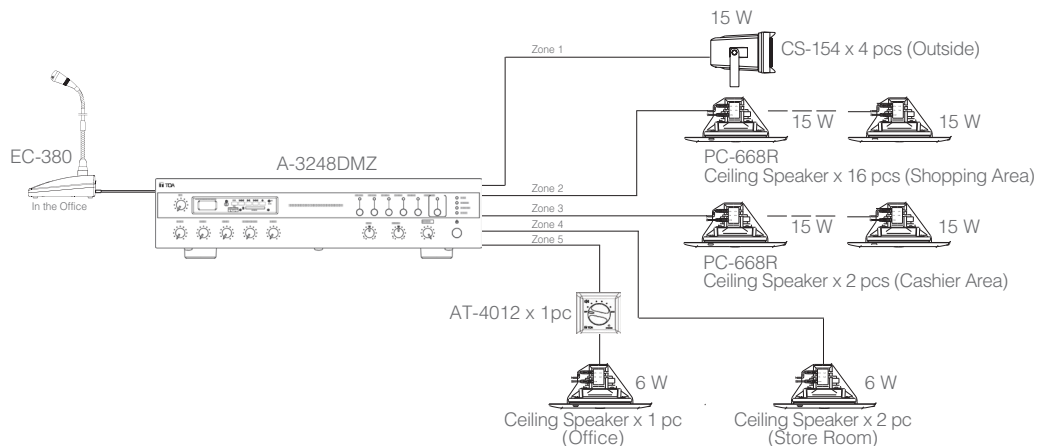 15 W
Zone 1
CS-154 x 4 pcs (Outside)
EC-380
In the Office
A-3248DMZ
TOA
Zone 2
15 W
15 W
PC-668R
Ceiling Speaker x 16 pcs (Shopping Area)
Zone 3
Zone 4
Zone 5
15 W
15 W
PC-668R
Ceiling Speaker x 2 pcs (Cashier Area)
AT-4012 x 1pc
6 W
Ceiling Speaker x 1 pc
(Office)
6 W
Ceiling Speaker x 2 pc
(Store Room)